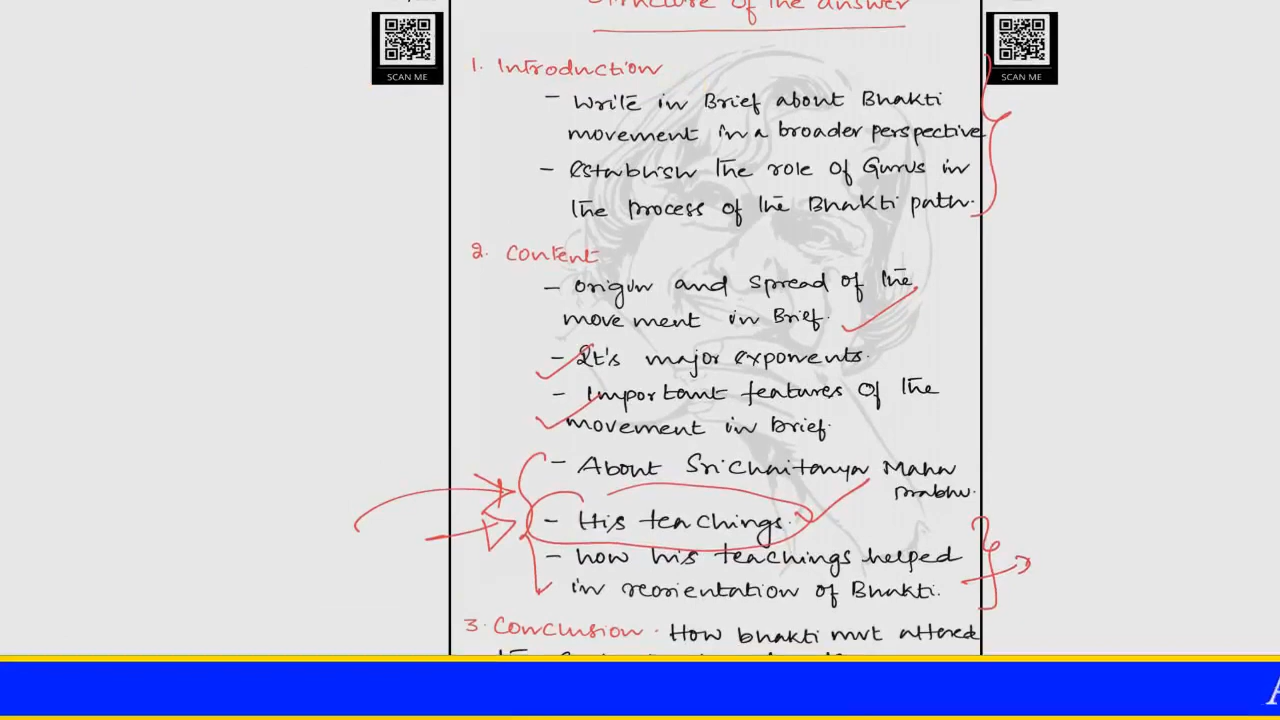 Structure of the answer
SCAN ME
SCAN ME
1. Introduction
- Write in Brief about Bhakti
movement in a broader perspective
- establish the role of Gurus in
the process of the Bhakti path.
2. Content
- Origin and spread of the
movement in Brief.
- It's major exponents.
- Important features of the
movement in brief.
- About Sri Chaitanya Maha
prabhu.
- His teachings.
- how his teachings helped
in reorientation of Bhakti.
3. Conclusion. How bhakti mvt altered